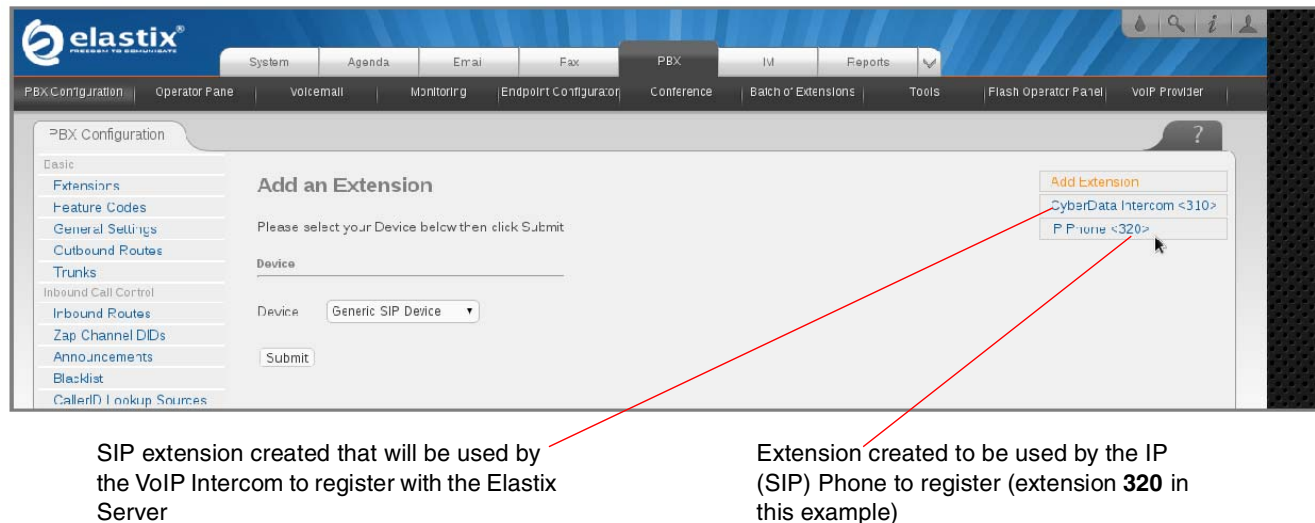 elastix®
FREEDOM TO COMMUNICATE
System Agenda Email Fax PBX IM Reports
PBX Configuration Operator Pane Voicemail Monitoring Endpoint Configurator Conference Batch of Extensions Tools Flash Operator Panel VoIP Provider
PBX Configuration
?
Basic
Extensions
Feature Codes
General Settings
Outbound Routes
Trunks
Inbound Call Control
Inbound Routes
Zap Channel DIDs
Announcements
Blacklist
CallerID Lookup Sources
Add an Extension
Please select your Device below then click Submit
Device
Device Generic SIP Device
Submit
Add Extension
CyberData Intercom <310>
IP Phone <320>
SIP extension created that will be used by
the VoIP Intercom to register with the Elastix
Server
Extension created to be used by the IP
(SIP) Phone to register (extension 320 in
this example)